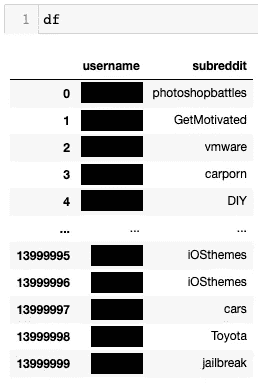 1 df
username subreddit
0 photoshopbattles
1 GetMotivated
2 vmware
3 carporn
4 DIY
... ... ...
13999995 iOSthemes
13999996 iOSthemes
13999997 cars
13999998 Toyota
13999999 jailbreak